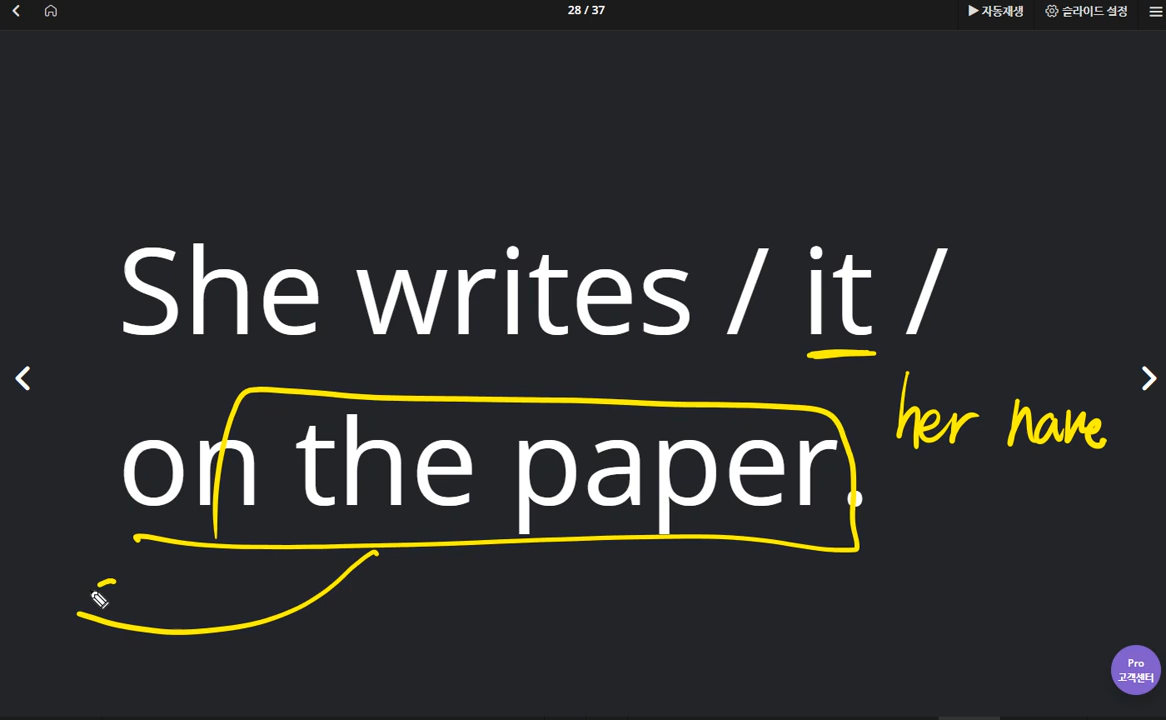 28 / 37
▶ 자동재생
슬라이드 설정
She writes / it /
her name
on the paper.
Pro
고객센터